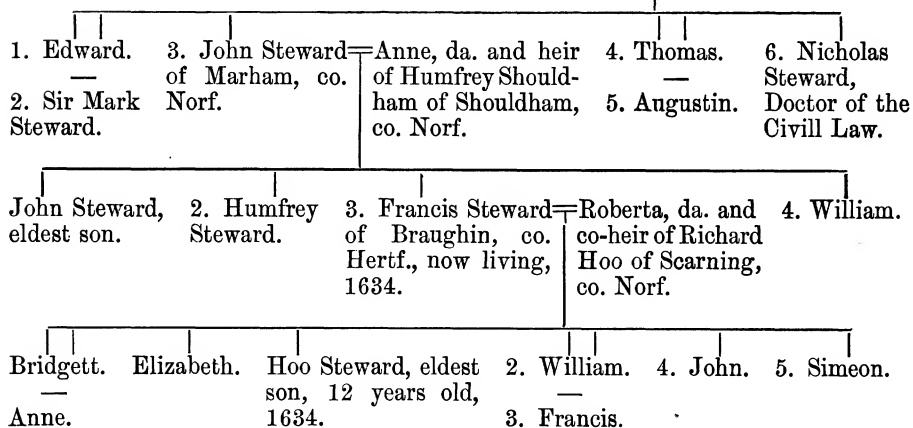 1. Edward.
—
2. Sir Mark
Steward.
3. John Steward=Anne, da. and heir
of Marham, co. of Humfrey Should-
Norf. ham of Shouldham,
co. Norf.
4. Thomas.
—
5. Augustin.
6. Nicholas
Steward,
Doctor of the
Civill Law.
John Steward,
eldest son.
2. Humfrey
Steward.
3. Francis Steward=Roberta, da. and
of Braughin, co. co-heir of Richard
Hertf., now living, Hoo of Scarning,
1634. co. Norf.
4. William.
Bridgett.
—
Anne.
Elizabeth.
Hoo Steward, eldest
son, 12 years old,
1634.
2. William.
—
3. Francis.
4. John.
5. Simeon.